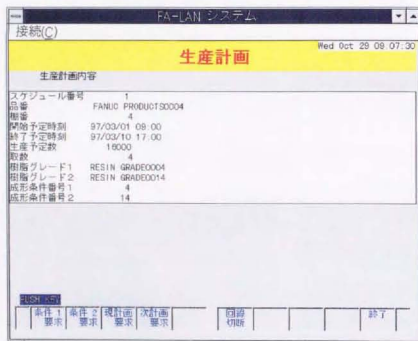 FA-LAN システム
接続(C)
生産計画
Wed Oct 29 09 07:30
生産計画内容
スケジュール番号 1
品番 FANUC PRODUCTS0004
棚番 4
開始予定時刻 97/03/01 09:00
終了予定時刻 97/03/10 17:00
生産予定数 16000
取数 4
樹脂グレード1 RESIN GRADE0004
樹脂グレード2 RESIN GRADE0014
成形条件番号1 4
成形条件番号2 14
PUSH KEY
条件 1 要求 条件 2 要求 現計画 要求 次計画 要求 回線 切断 終了